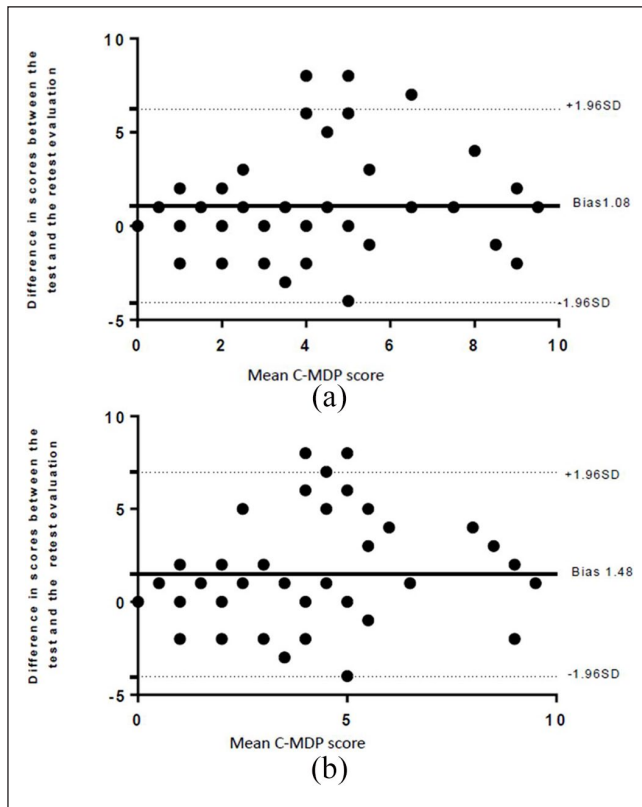 Difference in scores between the
test and the retest evaluation
10
5
0
-5
+1.96SD
Bias1.08
-1.96SD
0 2 4 6 8 10
Mean C-MDP score
(a)
Difference in scores between the
test and the retest evaluation
10
5
0
-5
+1.96SD
Bias 1.48
-1.96SD
0 5 10
Mean C-MDP score
(b)